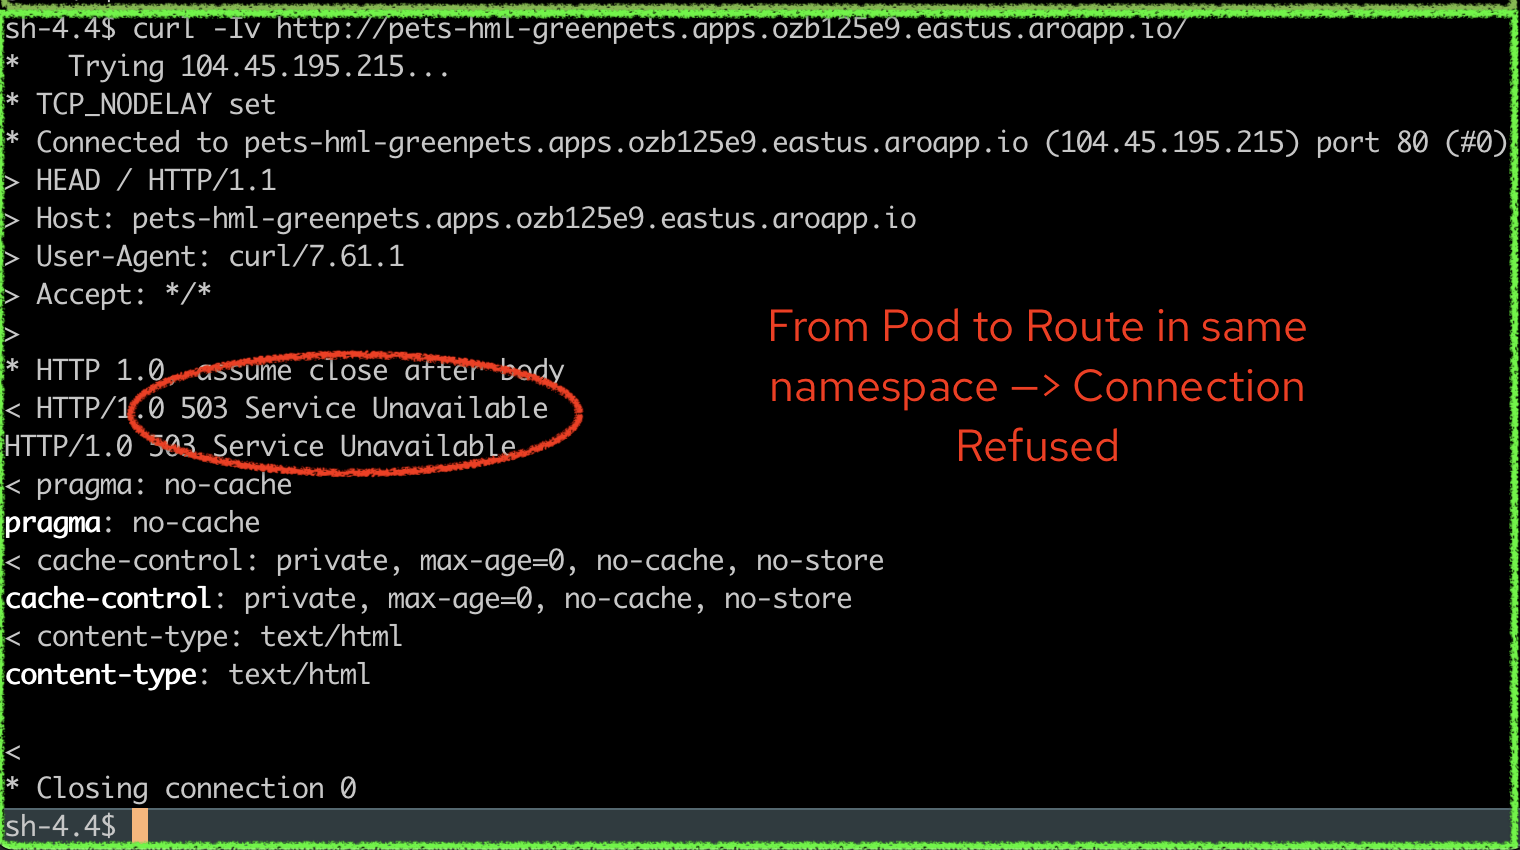 sh-4.4$ curl -Iv http://pets-hml-greenpets.apps.ozb125e9.eastus.aroapp.io/
*   Trying 104.45.195.215...
* TCP_NODELAY set
* Connected to pets-hml-greenpets.apps.ozb125e9.eastus.aroapp.io (104.45.195.215) port 80 (#0)
> HEAD / HTTP/1.1
> Host: pets-hml-greenpets.apps.ozb125e9.eastus.aroapp.io
> User-Agent: curl/7.61.1
> Accept: */*
>
* HTTP 1.0, assume close after body
< HTTP/1.0 503 Service Unavailable
HTTP/1.0 503 Service Unavailable
< pragma: no-cache
pragma: no-cache
< cache-control: private, max-age=0, no-cache, no-store
cache-control: private, max-age=0, no-cache, no-store
< content-type: text/html
content-type: text/html
<
* Closing connection 0
sh-4.4$
From Pod to Route in same
namespace —> Connection
Refused